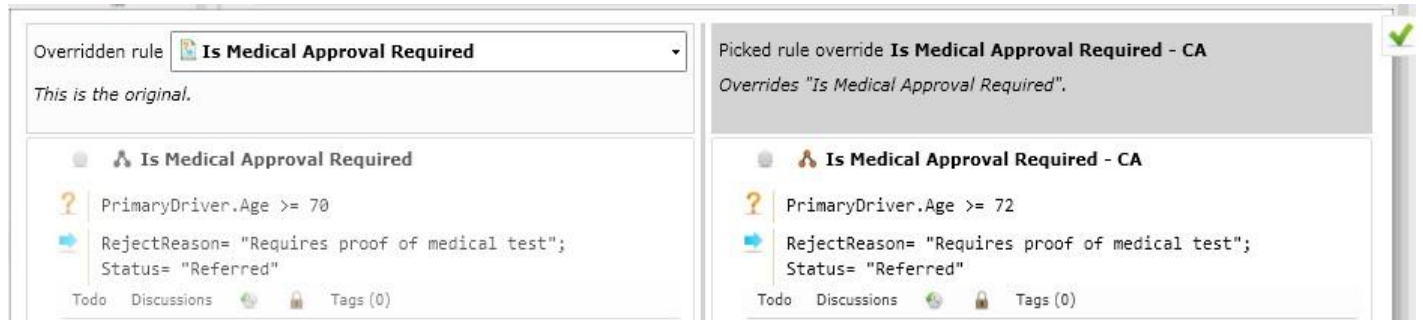 Overridden rule Is Medical Approval Required
This is the original.
Is Medical Approval Required
PrimaryDriver.Age >= 70
RejectReason= "Requires proof of medical test";
Status= "Referred"
Todo Discussions Tags (0)
Picked rule override Is Medical Approval Required - CA
Overrides "Is Medical Approval Required".
Is Medical Approval Required - CA
PrimaryDriver.Age >= 72
RejectReason= "Requires proof of medical test";
Status= "Referred"
Todo Discussions Tags (0)